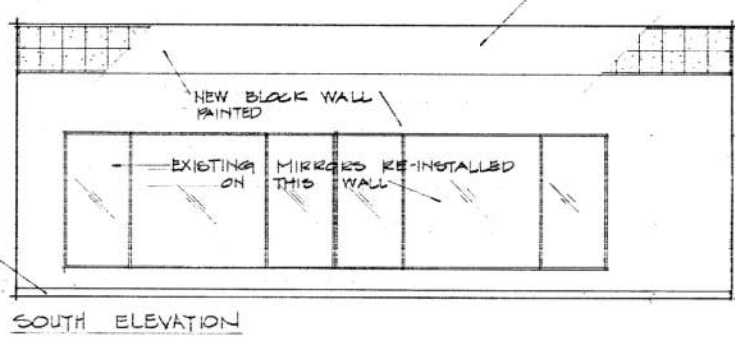 NEW BLOCK WALL
PAINTED
EXISTING MIRRORS RE-INSTALLED
ON THIS WALL
SOUTH ELEVATION